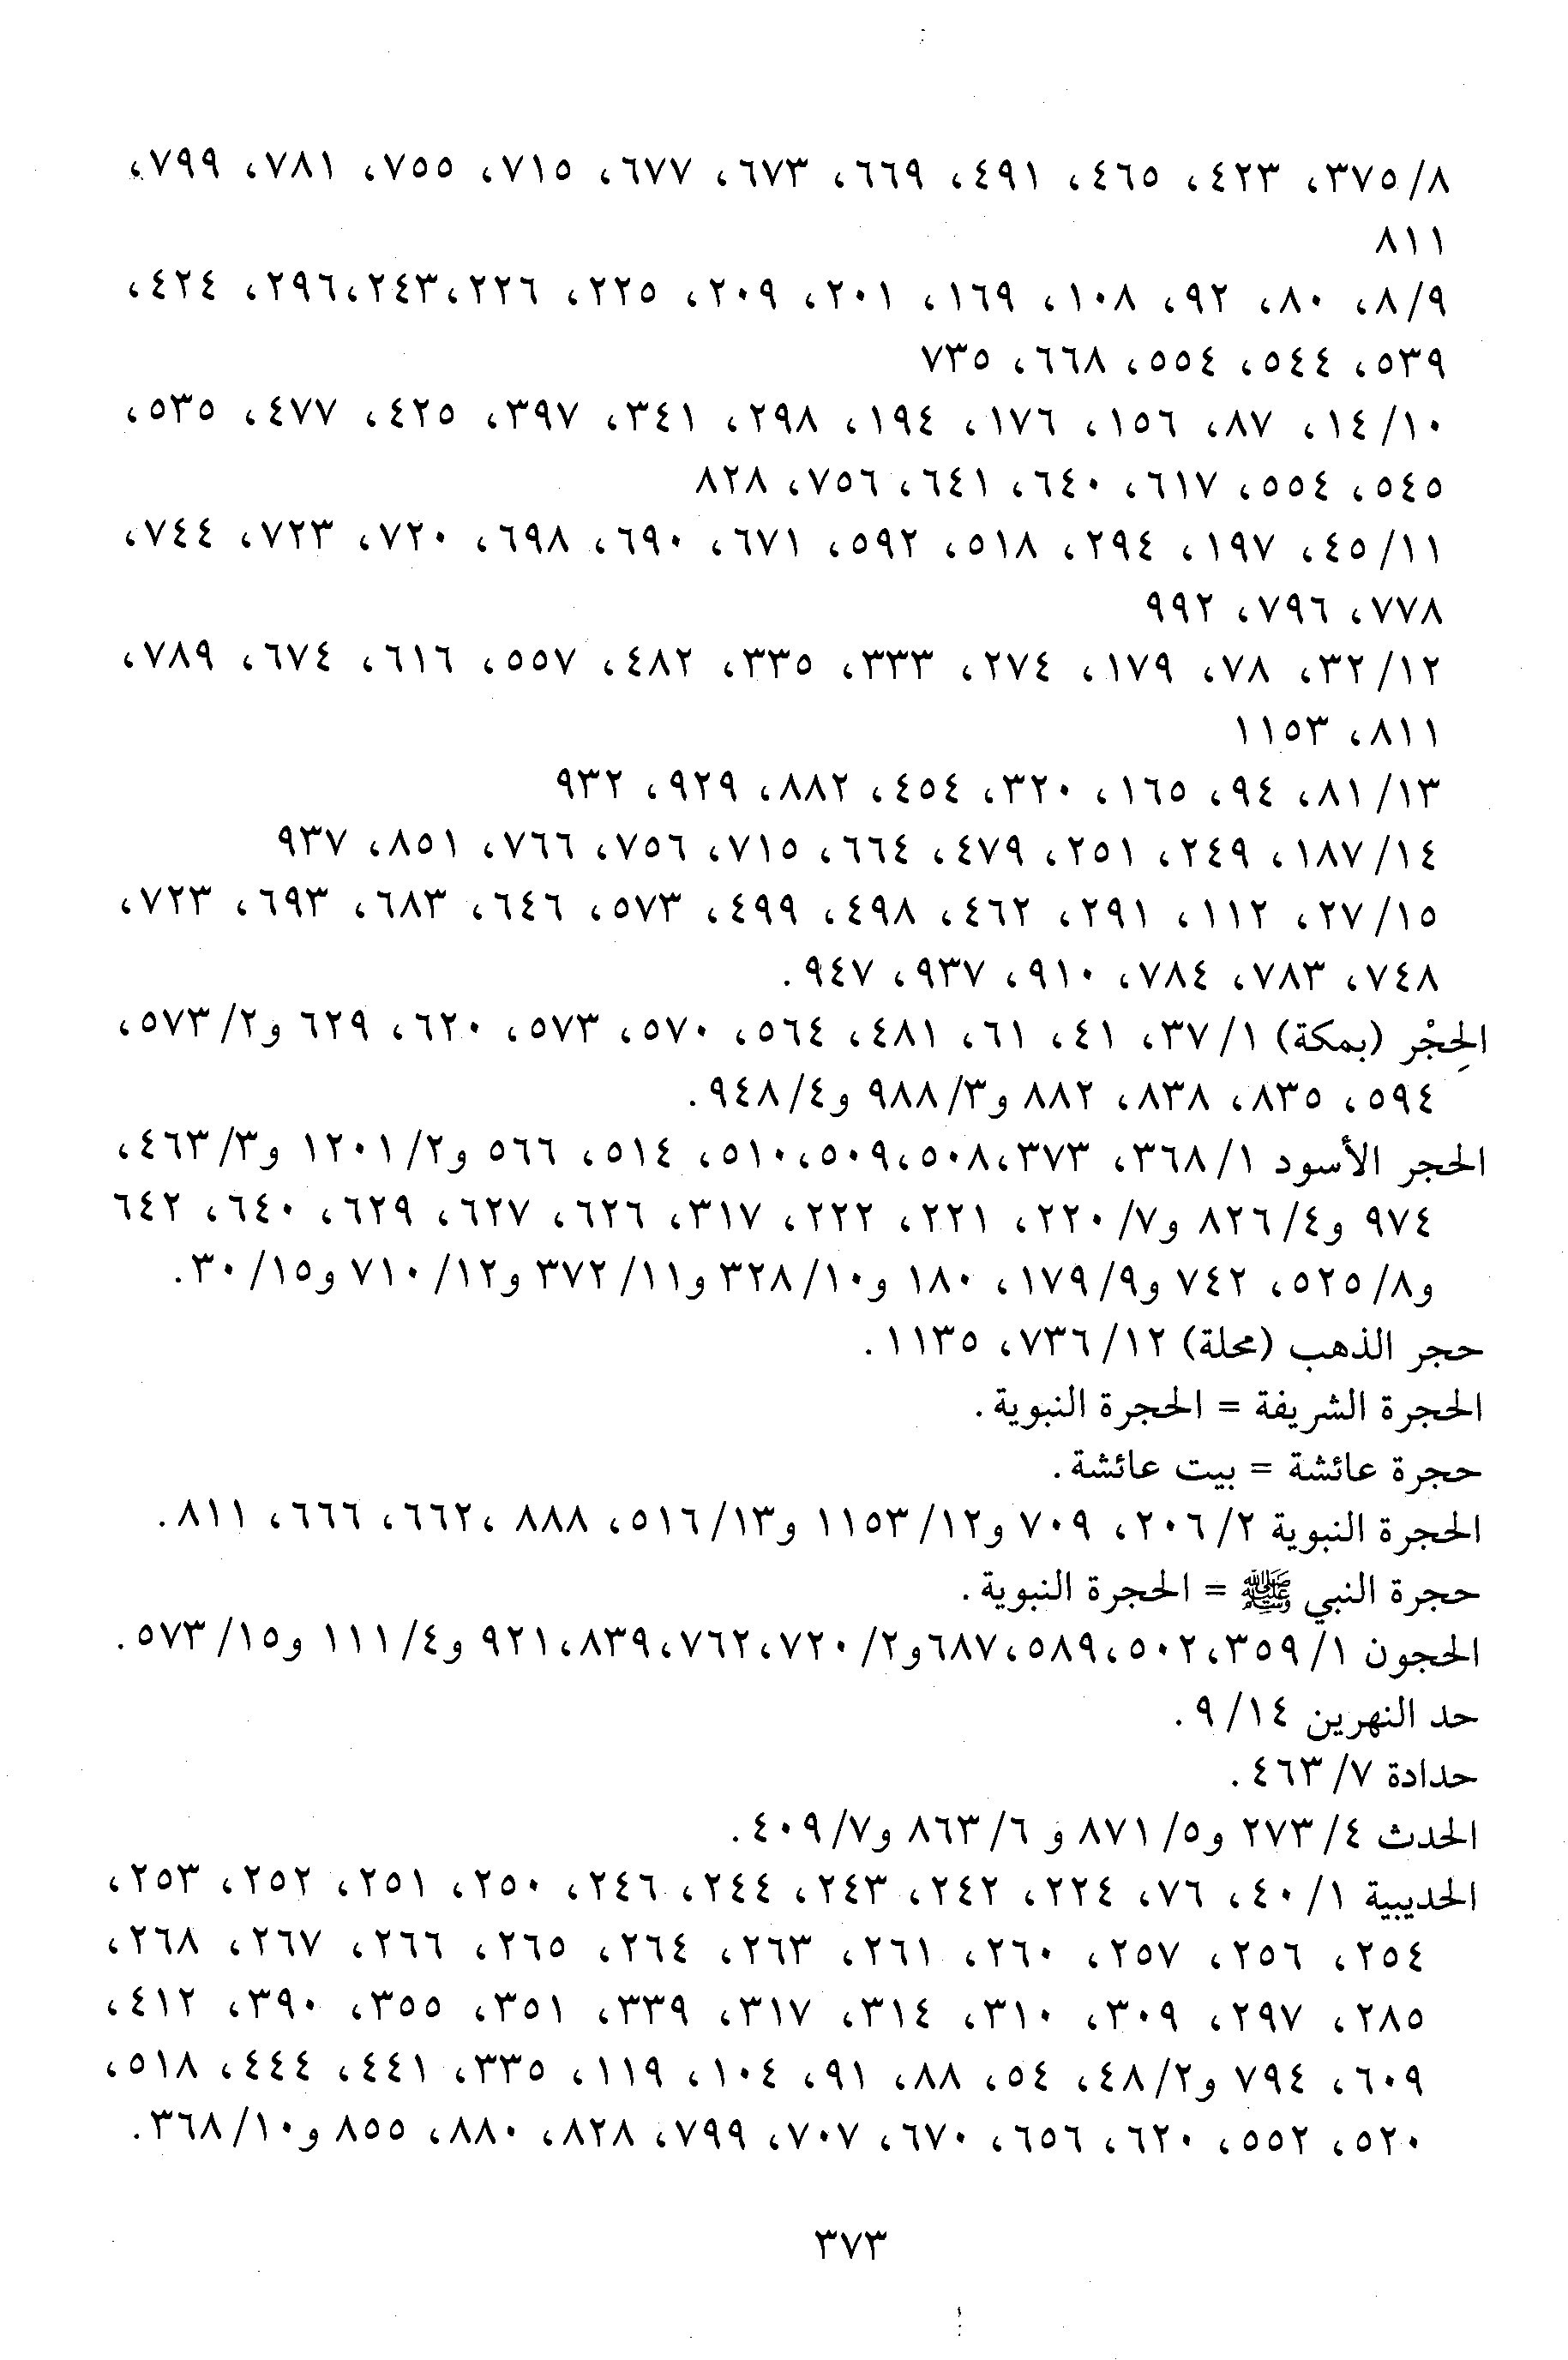 ٨/ ٣٧٥، ٤٢٣، ٤٦٥، ٤٩١، ٦٦٩، ٦٧٣، ٦٧٧، ٧١٥، ٧٥٥، ٧٨١، ٧٩٩،
٨١١
٩/ ٨، ٨٠، ٩٢، ١٠٨، ١٦٩، ٢٠١، ٢٠٩، ٢٢٥، ٢٢٦،٢٤٣،٢٩٦، ٤٢٤،
٥٣٩، ٥٤٤، ٥٥٤، ٦٦٨، ٧٣٥
١٠/ ١٤، ٨٧، ١٥٦، ١٧٦، ١٩٤، ٢٩٨، ٣٤١، ٣٩٧، ٤٢٥، ٤٧٧، ٥٣٥،
٥٤٥، ٥٥٤، ٦١٧، ٦٤٠، ٦٤١، ٧٥٦، ٨٢٨
١١/ ٤٥، ١٩٧، ٢٩٤، ٥١٨، ٥٩٢، ٦٧١، ٦٩٠، ٦٩٨، ٧٢٠، ٧٢٣، ٧٤٤،
٧٧٨، ٧٩٦، ٩٩٢
١٢/ ٣٢، ٧٨، ١٧٩، ٢٧٤، ٣٣٣، ٣٣٥، ٤٨٢، ٥٥٧، ٦١٦، ٦٧٤، ٧٨٩،
٨١١، ١١٥٣
١٣/ ٨١، ٩٤، ١٦٥، ٣٢٠، ٤٥٤، ٨٨٢، ٩٢٩، ٩٣٢
١٤/ ١٨٧، ٢٤٩، ٢٥١، ٤٧٩، ٦٦٤، ٧١٥، ٧٥٦، ٧٦٦، ٨٥١، ٩٣٧
١٥/ ٢٧، ١١٢، ٢٩١، ٤٦٢، ٤٩٨، ٤٩٩، ٥٧٣، ٦٤٦، ٦٨٣، ٦٩٣، ٧٢٣،
٧٤٨، ٧٨٣، ٧٨٤، ٩١٠، ٩٣٧، ٩٤٧.
الحِجْر (بمكة) ١/ ٣٧، ٤١، ٦١، ٤٨١، ٥٦٤، ٥٧٠، ٥٧٣، ٦٢٠، ٦٢٩ و٢/ ٥٧٣،
٥٩٤، ٨٣٥، ٨٣٨، ٨٨٢ و٣/ ٩٨٨ و٤/ ٩٤٨.
الحجر الأسود ١/ ٣٦٨، ٣٧٣،٥٠٨،٥٠٩،٥١٠، ٥١٤، ٥٦٦ و٢/ ١٢٠١ و٣/ ٤٦٣،
٩٧٤ و٤/ ٨٢٦ و٧/ ٢٢٠، ٢٢١، ٢٢٢، ٣١٧، ٦٢٦، ٦٢٧، ٦٢٩، ٦٤٠، ٦٤٢
و٨/ ٥٢٥، ٧٤٢ و٩/ ١٧٩، ١٨٠ و١٠/ ٣٢٨ و١١/ ٣٧٢ و١٢/ ٧١٠ و١٥/ ٣٠.
حجر الذهب (محلة) ١٢/ ٧٣٦، ١١٣٥.
الحجرة الشريفة = الحجرة النبوية.
حجرة عائشة = بيت عائشة.
الحجرة النبوية ٢/ ٢٠٦، ٧٠٩ و١٢/ ١١٥٣ و١٣/ ٥١٦، ٨٨٨ ،٦٦٢، ٦٦٦، ٨١١.
حجرة النبي ﷺ = الحجرة النبوية.
الحجون ١/ ٣٥٩،٥٠٢،٥٨٩،٦٨٧و٢/ ٧٢٠،٧٦٢،٨٣٩،٩٢١ و٤/ ١١١ و١٥/ ٥٧٣.
حد النهرين ١٤/ ٩.
حدادة ٧/ ٤٦٣.
الحدث ٤/ ٢٧٣ و٥/ ٨٧١ و ٦/ ٨٦٣ و٧/ ٤٠٩.
الحديبية ١/ ٤٠، ٧٦، ٢٢٤، ٢٤٢، ٢٤٣، ٢٤٤، ٢٤٦، ٢٥٠، ٢٥١، ٢٥٢، ٢٥٣،
٢٥٤، ٢٥٦، ٢٥٧، ٢٦٠، ٢٦١، ٢٦٣، ٢٦٤، ٢٦٥، ٢٦٦، ٢٦٧، ٢٦٨،
٢٨٥، ٢٩٧، ٣٠٩، ٣١٠، ٣١٤، ٣١٧، ٣٣٩، ٣٥١، ٣٥٥، ٣٩٠، ٤١٢،
٦٠٩، ٧٩٤ و٢/ ٤٨، ٥٤، ٨٨، ٩١، ١٠٤، ١١٩، ٣٣٥، ٤٤١، ٤٤٤، ٥١٨،
٥٢٠، ٥٥٢، ٦٢٠، ٦٥٦، ٦٧٠، ٧٠٧، ٧٩٩، ٨٢٨، ٨٨٠، ٨٥٥ و١٠/ ٣٦٨.
٣٧٣